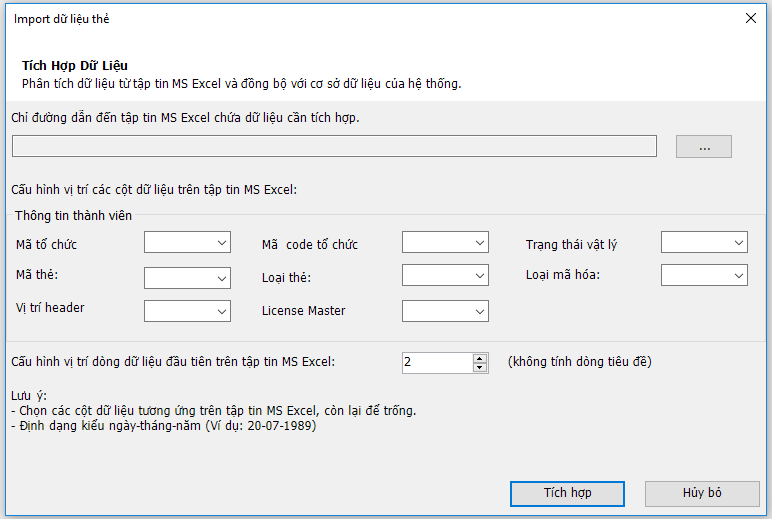 Import dữ liệu thẻ
Tích Hợp Dữ Liệu
Phân tích dữ liệu từ tập tin MS Excel và đồng bộ với cơ sở dữ liệu của hệ thống.
Chỉ đường dẫn đến tập tin MS Excel chứa dữ liệu cần tích hợp.
...
Cấu hình vị trí các cột dữ liệu trên tập tin MS Excel:
Thông tin thành viên
Mã tổ chức Mã code tổ chức Trạng thái vật lý
Mã thẻ: Loại thẻ: Loại mã hóa:
Vị trí header License Master
Cấu hình vị trí dòng dữ liệu đầu tiên trên tập tin MS Excel: 2 (không tính dòng tiêu đề)
Lưu ý:
- Chọn các cột dữ liệu tương ứng trên tập tin MS Excel, còn lại để trống.
- Định dạng kiểu ngày-tháng-năm (Ví dụ: 20-07-1989)
Tích hợp Hủy bỏ